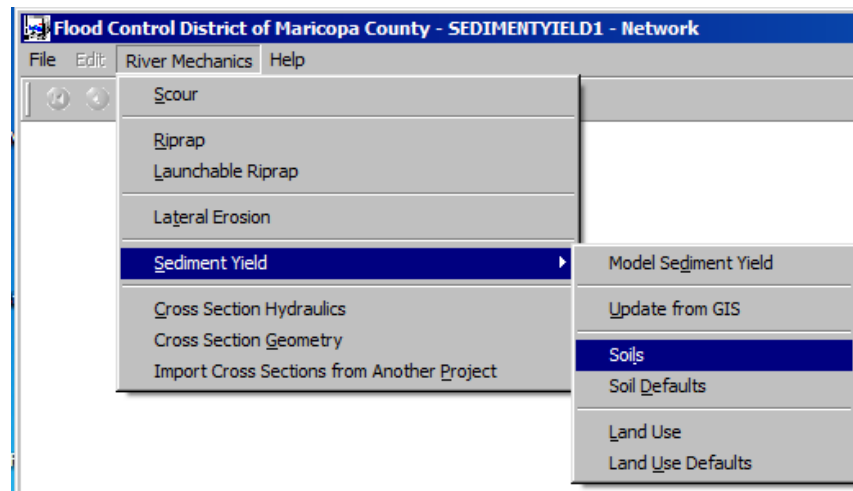 Flood Control District of Maricopa County - SEDIMENTYIELD1 - Network
File Edit River Mechanics Help
Scour
Riprap
Launchable Riprap
Lateral Erosion
Sediment Yield
Model Sediment Yield
Update from GIS
Soils
Soil Defaults
Land Use
Land Use Defaults
Cross Section Hydraulics
Cross Section Geometry
Import Cross Sections from Another Project